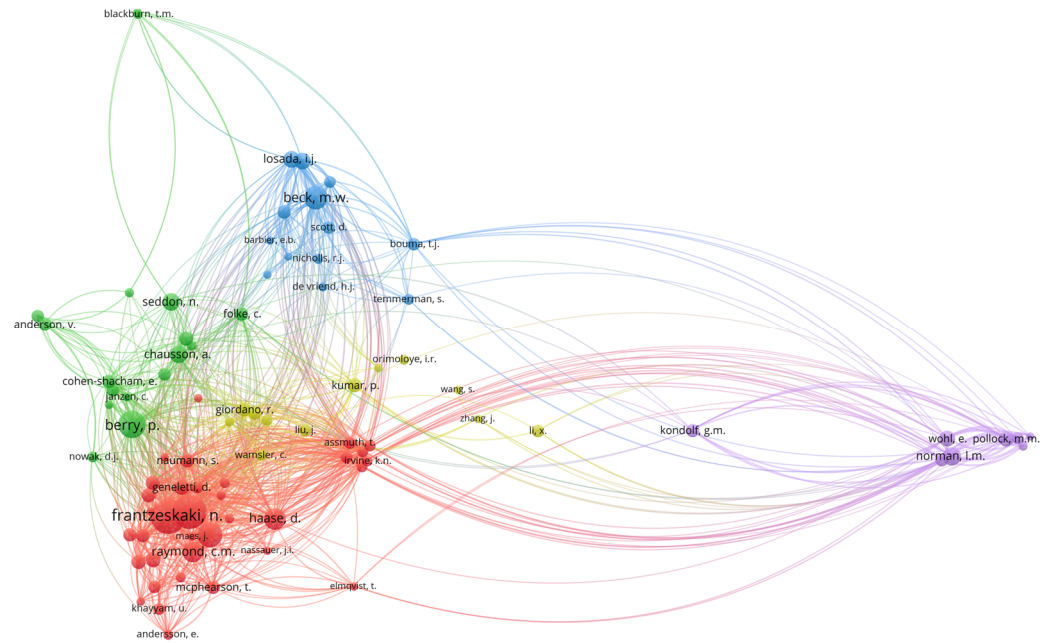 blackburn, t.m.
losada, i.j.
beck, m.w.
scott, d.
barbier, e.b.
bouma, t.j.
nicholls, r.j.
de vriend, h.j.
temmerman, s.
seddon, n.
folke, c.
anderson, v.
chausson, a.
orimoloye, i.r.
cohen-shacham, e.
kumar, p.
wang, s.
janzen, c.
giordano, r.
zhang, j.
berry, p.
liu, j.
li, x.
kondolf, g.m.
assmuth, t.
wohl, e.
pollock, m.m.
nowak, d.j.
wamsler, c.
naumann, s.
irvine, k.n.
norman, l.m.
geneletti, d.
frantzeskaki, n.
haase, d.
maes, j.
raymond, c.m.
nassauer, j.i.
mcphearson, t.
elmqvist, t.
khayyam, u.
andersson, e.